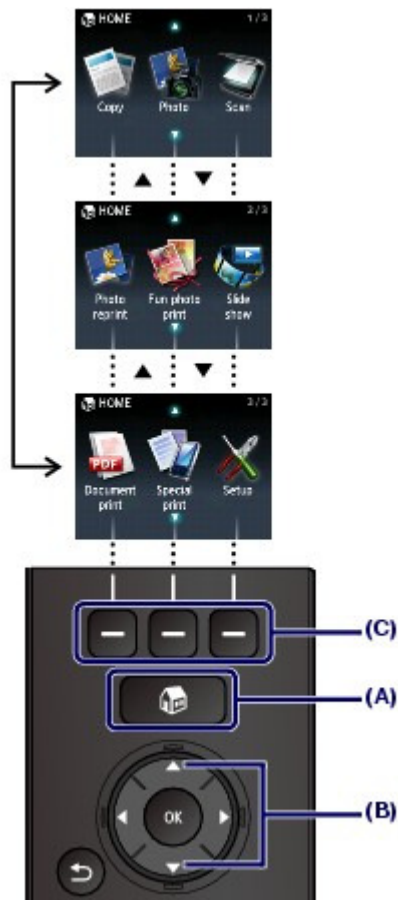 HOME 1/3
Copy Photo Scan
HOME 2/3
Photo reprint Fun photo print Slide show
HOME 3/3
PDF
Document print Special print Setup
(C)
(A)
(B)
OK